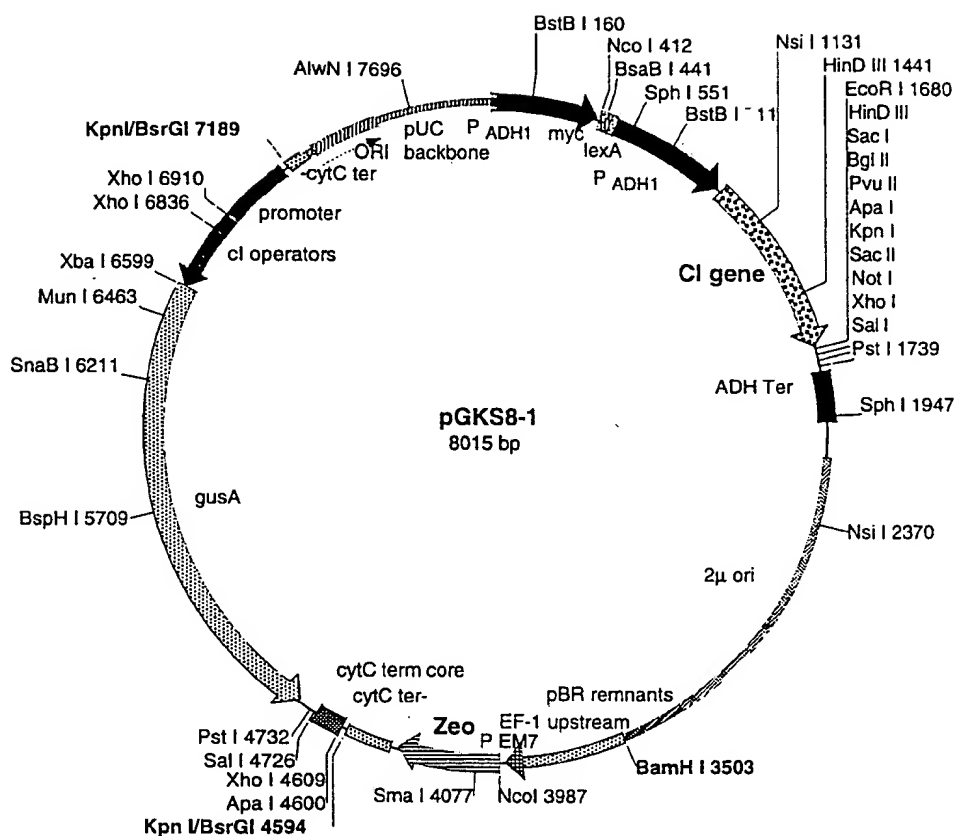 BstB I 160
Nco I 412
BsaB I 441
Sph I 551
BstB I 11
Nsi I 1131
HinD III 1441
EcoR I 1680
HinD III
Sac I
Bgl II
Pvu II
Apa I
Kpn I
Sac II
Not I
Xho I
Sal I
Pst I 1739
ADH Ter
Sph I 1947
Nsi I 2370
2µ ori
pBR remnants
EF-1 upstream
P EM7
BamH I 3503
NcoI 3987
Sma I 4077
Zeo
cytC term core
cytC ter-
Pst I 4732
Sal I 4726
Xho I 4609
Apa I 4600
Kpn I/BsrGI 4594
gusA
BspH I 5709
SnaB I 6211
Mun I 6463
Xba I 6599
Xho I 6836
Xho I 6910
KpnI/BsrGI 7189
AlwN I 7696
cI operators
promoter
-cytC ter
ORI
pUC
backbone
P ADH1
myc
lexA
P ADH1
CI gene
pGKS8-1
8015 bp